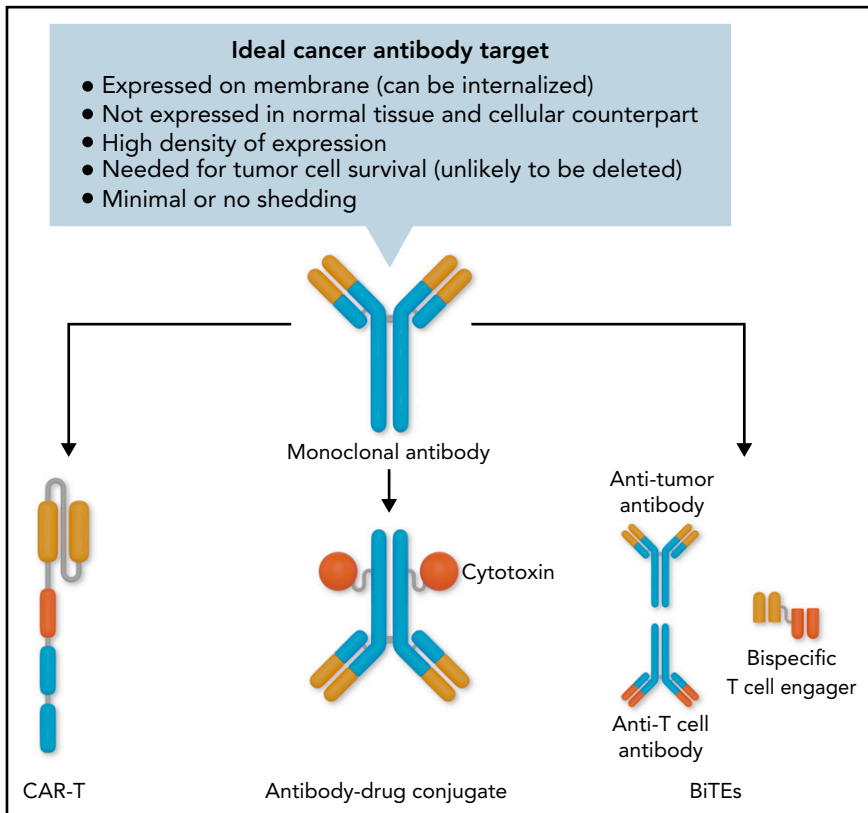 Ideal cancer antibody target
● Expressed on membrane (can be internalized)
● Not expressed in normal tissue and cellular counterpart
● High density of expression
● Needed for tumor cell survival (unlikely to be deleted)
● Minimal or no shedding
Monoclonal antibody
Anti-tumor
antibody
Cytotoxin
Bispecific
T cell engager
Anti-T cell
antibody
CAR-T
Antibody-drug conjugate
BiTEs